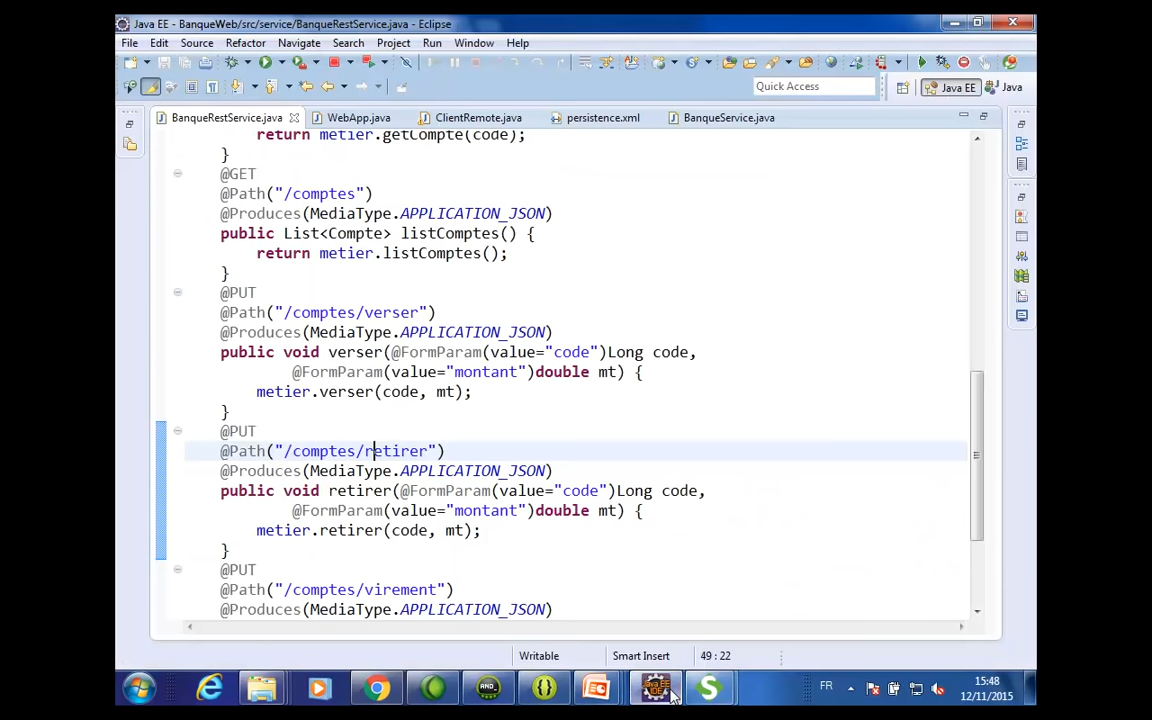 Java EE - BanqueWeb/src/service/BanqueRestService.java - Eclipse
File Edit Source Refactor Navigate Search Project Run Window Help
Quick Access Java EE Java
BanqueRestService.java WebApp.java ClientRemote.java persistence.xml BanqueService.java
return metier.getCompte(code);
}
@GET
@Path("/comptes")
@Produces(MediaType.APPLICATION_JSON)
public List<Compte> listComptes() {
return metier.listComptes();
}
@PUT
@Path("/comptes/verser")
@Produces(MediaType.APPLICATION_JSON)
public void verser(@FormParam(value="code")Long code,
@FormParam(value="montant")double mt) {
metier.verser(code, mt);
}
@PUT
@Path("/comptes/retirer")
@Produces(MediaType.APPLICATION_JSON)
public void retirer(@FormParam(value="code")Long code,
@FormParam(value="montant")double mt) {
metier.retirer(code, mt);
}
@PUT
@Path("/comptes/virement")
@Produces(MediaType.APPLICATION_JSON)
Writable Smart Insert 49 : 22
FR 15:48
12/11/2015